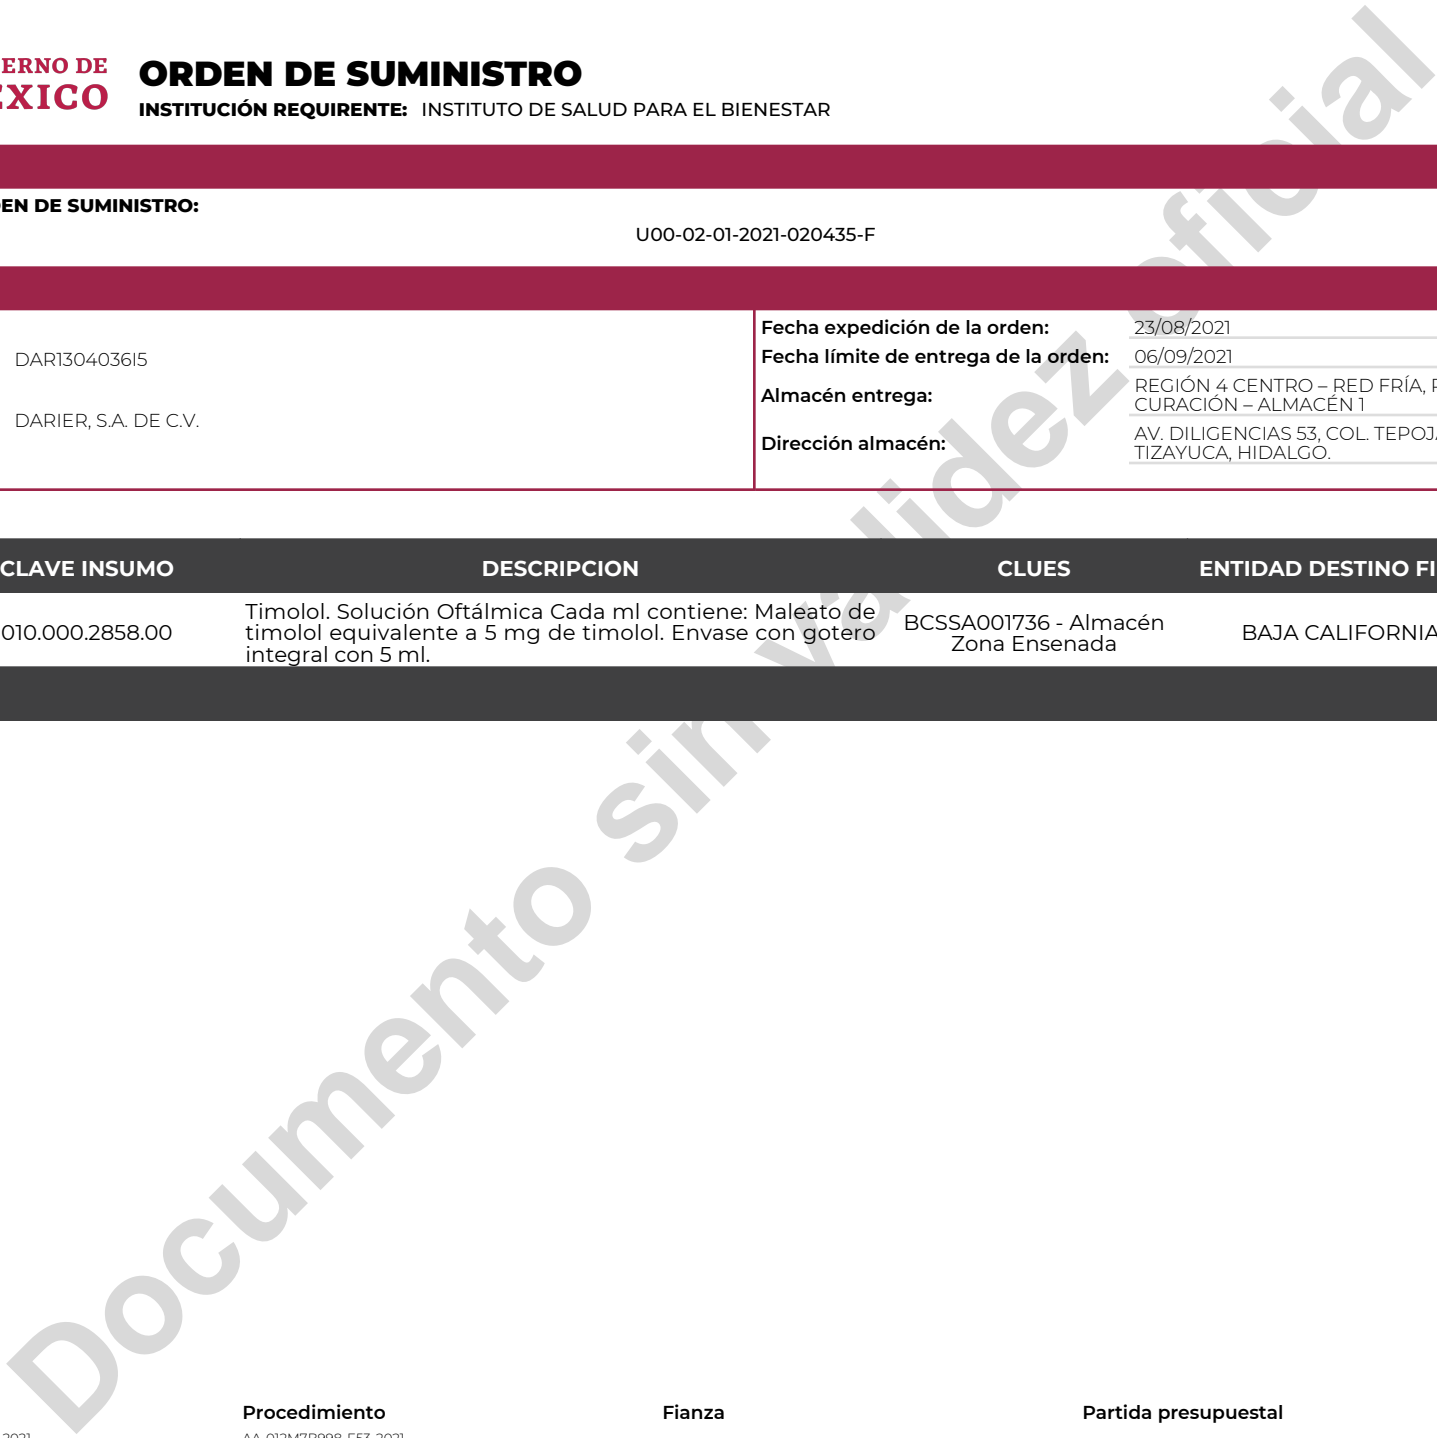 ERNO DE
ORDEN DE SUMINISTRO
INSTITUCIÓN REQUIRENTE: INSTITUTO DE SALUD PARA EL BIENESTAR
EN DE SUMINISTRO:
U00-02-01-2021-020435-F
DAR1304036I5
DARIER, S.A. DE C.V.
Fecha expedición de la orden: 23/08/2021
Fecha límite de entrega de la orden: 06/09/2021
Almacén entrega: REGIÓN 4 CENTRO – RED FRÍA,
CURACIÓN – ALMACÉN 1
Dirección almacén: AV. DILIGENCIAS 53, COL. TEPOJ
TIZAYUCA, HIDALGO.
CLAVE INSUMO DESCRIPCION CLUES ENTIDAD DESTINO FI
010.000.2858.00 Timolol. Solución Oftálmica Cada ml contiene: Maleato de
timolol equivalente a 5 mg de timolol. Envase con gotero
integral con 5 ml.
BCSSA001736 - Almacén
Zona Ensenada
BAJA CALIFORNIA
Documento sin validez oficial
Procedimiento Fianza Partida presupuestal